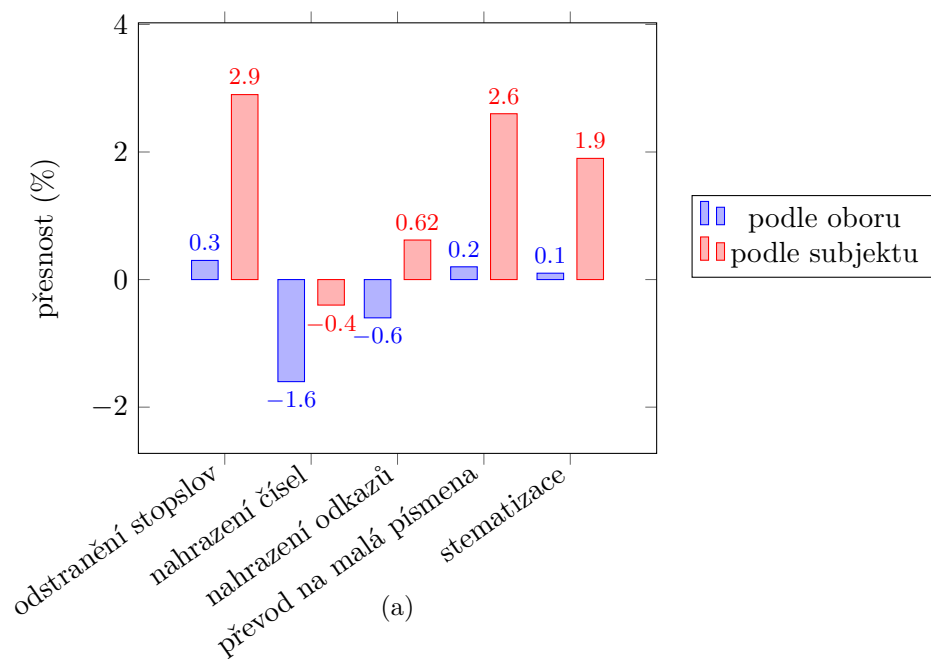 4
2.9
2.6
1.9
2
0.62
0.3
0.2
0.1
0
−0.4
−0.6
−1.6
−2
přesnost (%)
podle oboru
podle subjektu
odstranění stopslov
nahrazení čísel
nahrazení odkazů
převod na malá písmena
stematizace
(a)